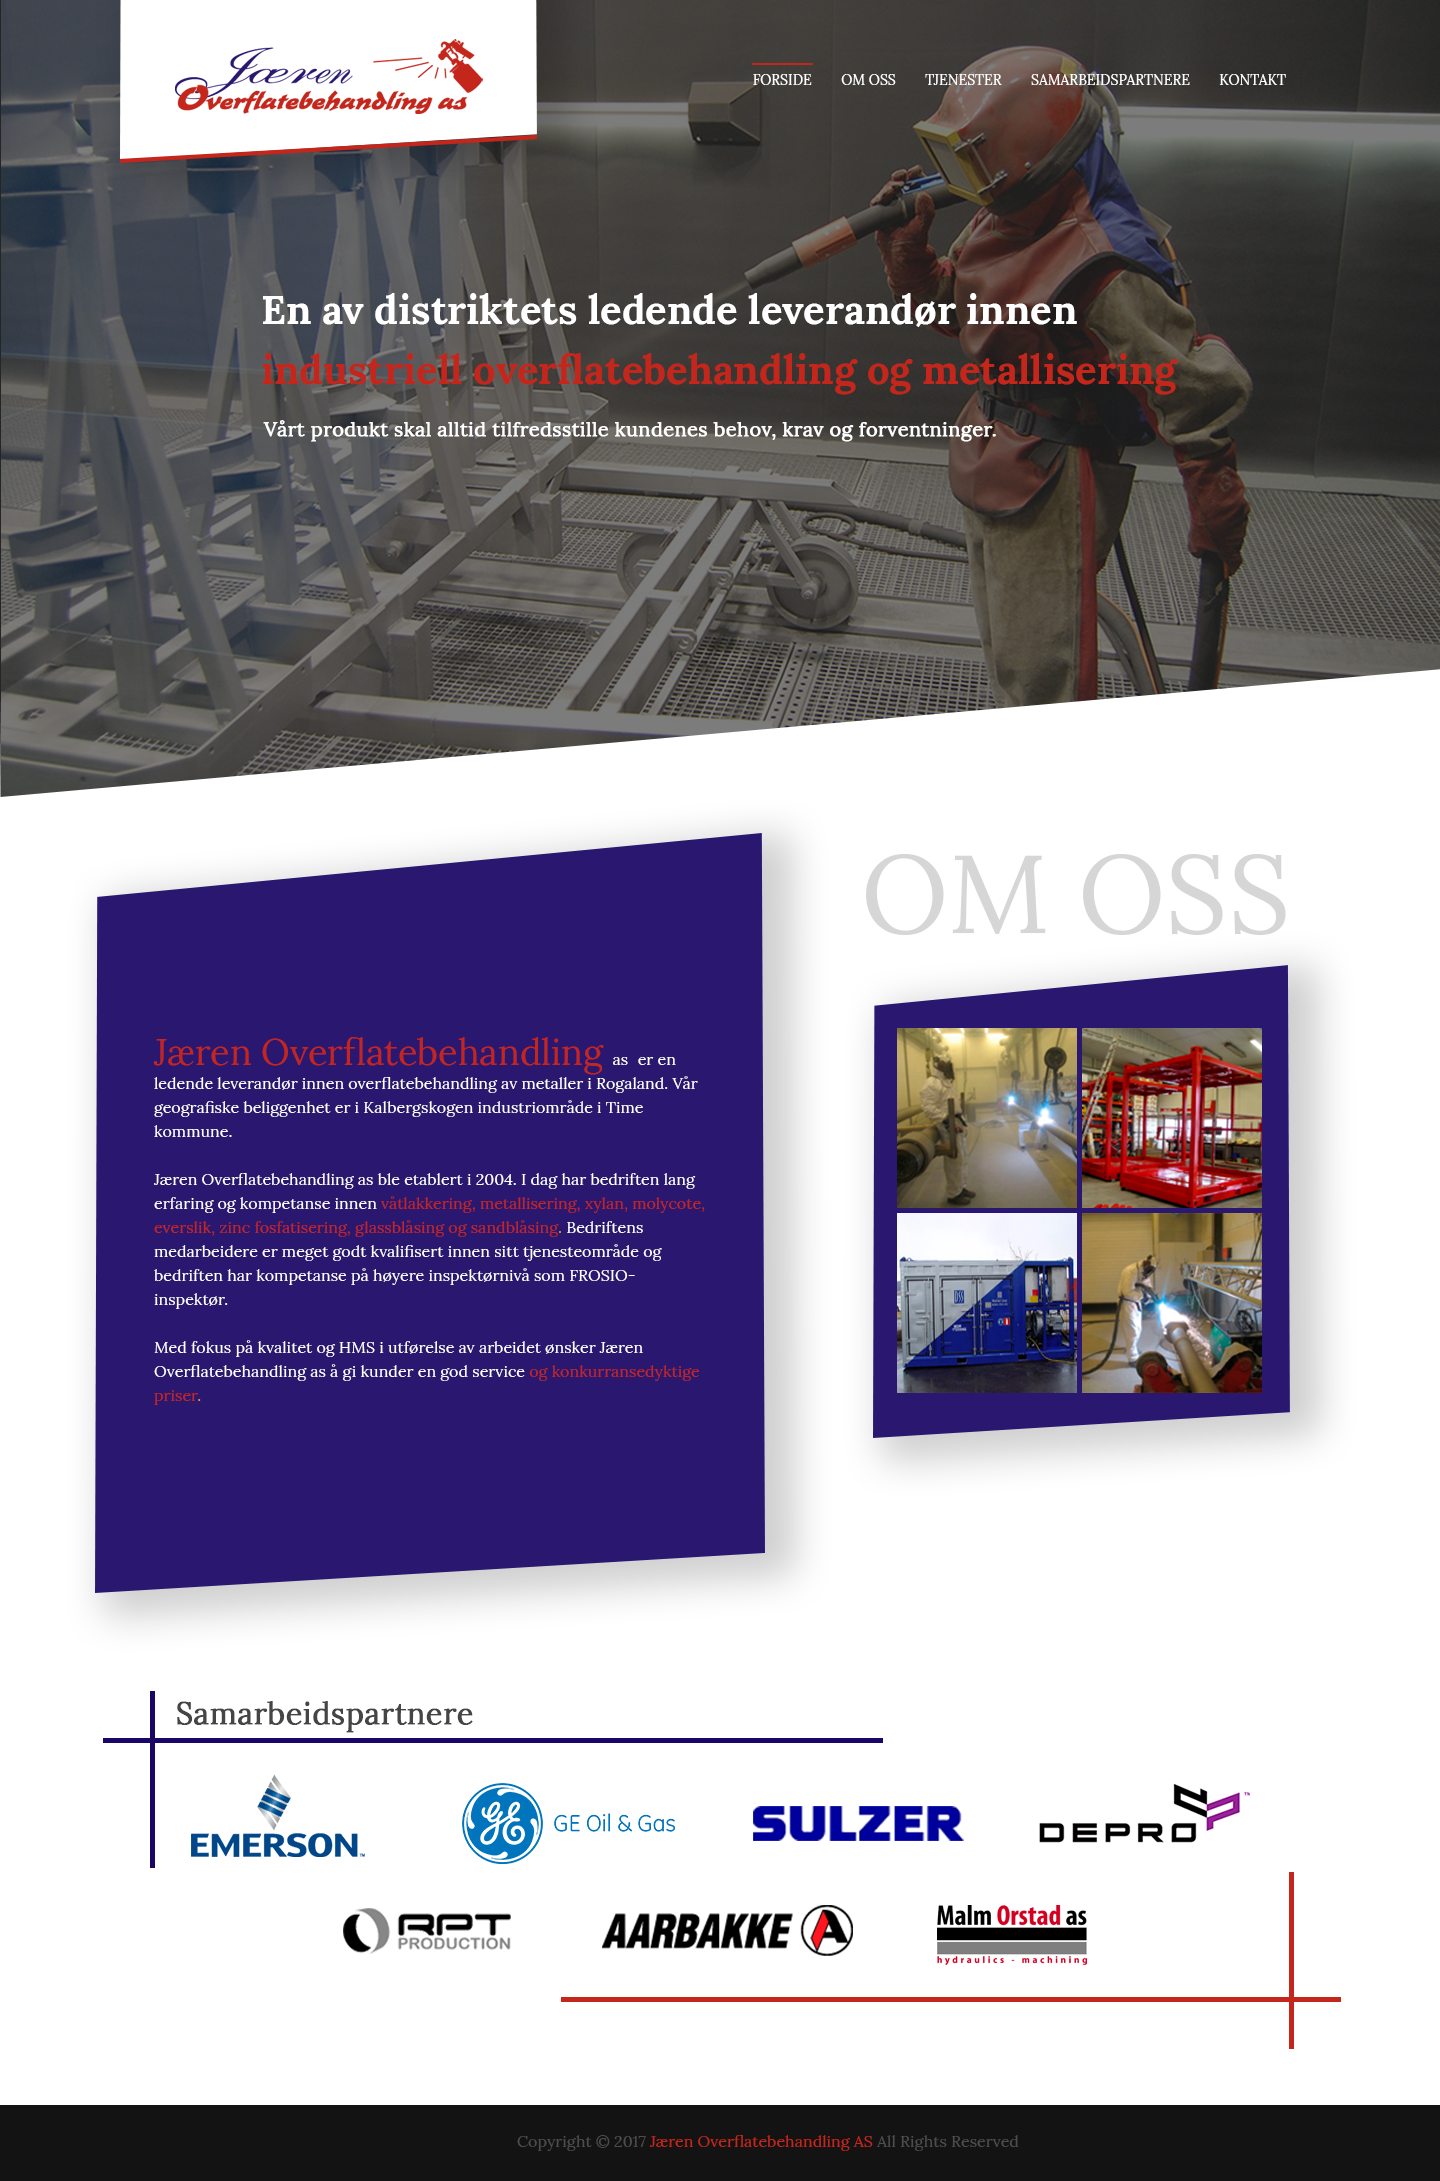 Jæren
Overflatebehandling as
FORSIDE OM OSS TJENESTER SAMARBEIDSPARTNERE KONTAKT
En av distriktets ledende leverandør innen
industriell overflatebehandling og metallisering
Vårt produkt skal alltid tilfredsstille kundenes behov, krav og forventninger.
OM OSS
Jæren Overflatebehandling as er en
ledende leverandør innen overflatebehandling av metaller i Rogaland. Vår
geografiske beliggenhet er i Kalbergskogen industriområde i Time
kommune.
Jæren Overflatebehandling as ble etablert i 2004. I dag har bedriften lang
erfaring og kompetanse innen våtlakkering, metallisering, xylan, molycote,
everslik, zinc fosfatisering, glassblåsing og sandblåsing. Bedriftens
medarbeidere er meget godt kvalifisert innen sitt tjenesteområde og
bedriften har kompetanse på høyere inspektørnivå som FROSIO-
inspektør.
Med fokus på kvalitet og HMS i utførelse av arbeidet ønsker Jæren
Overflatebehandling as å gi kunder en god service og konkurransedyktige
priser.
Samarbeidspartnere
EMERSON™
GE Oil & Gas
SULZER
DEPRO ™
RPT
PRODUCTION
AARBAKKE A
Malm Orstad as
hydraulics - machining
Copyright © 2017 Jæren Overflatebehandling AS All Rights Reserved